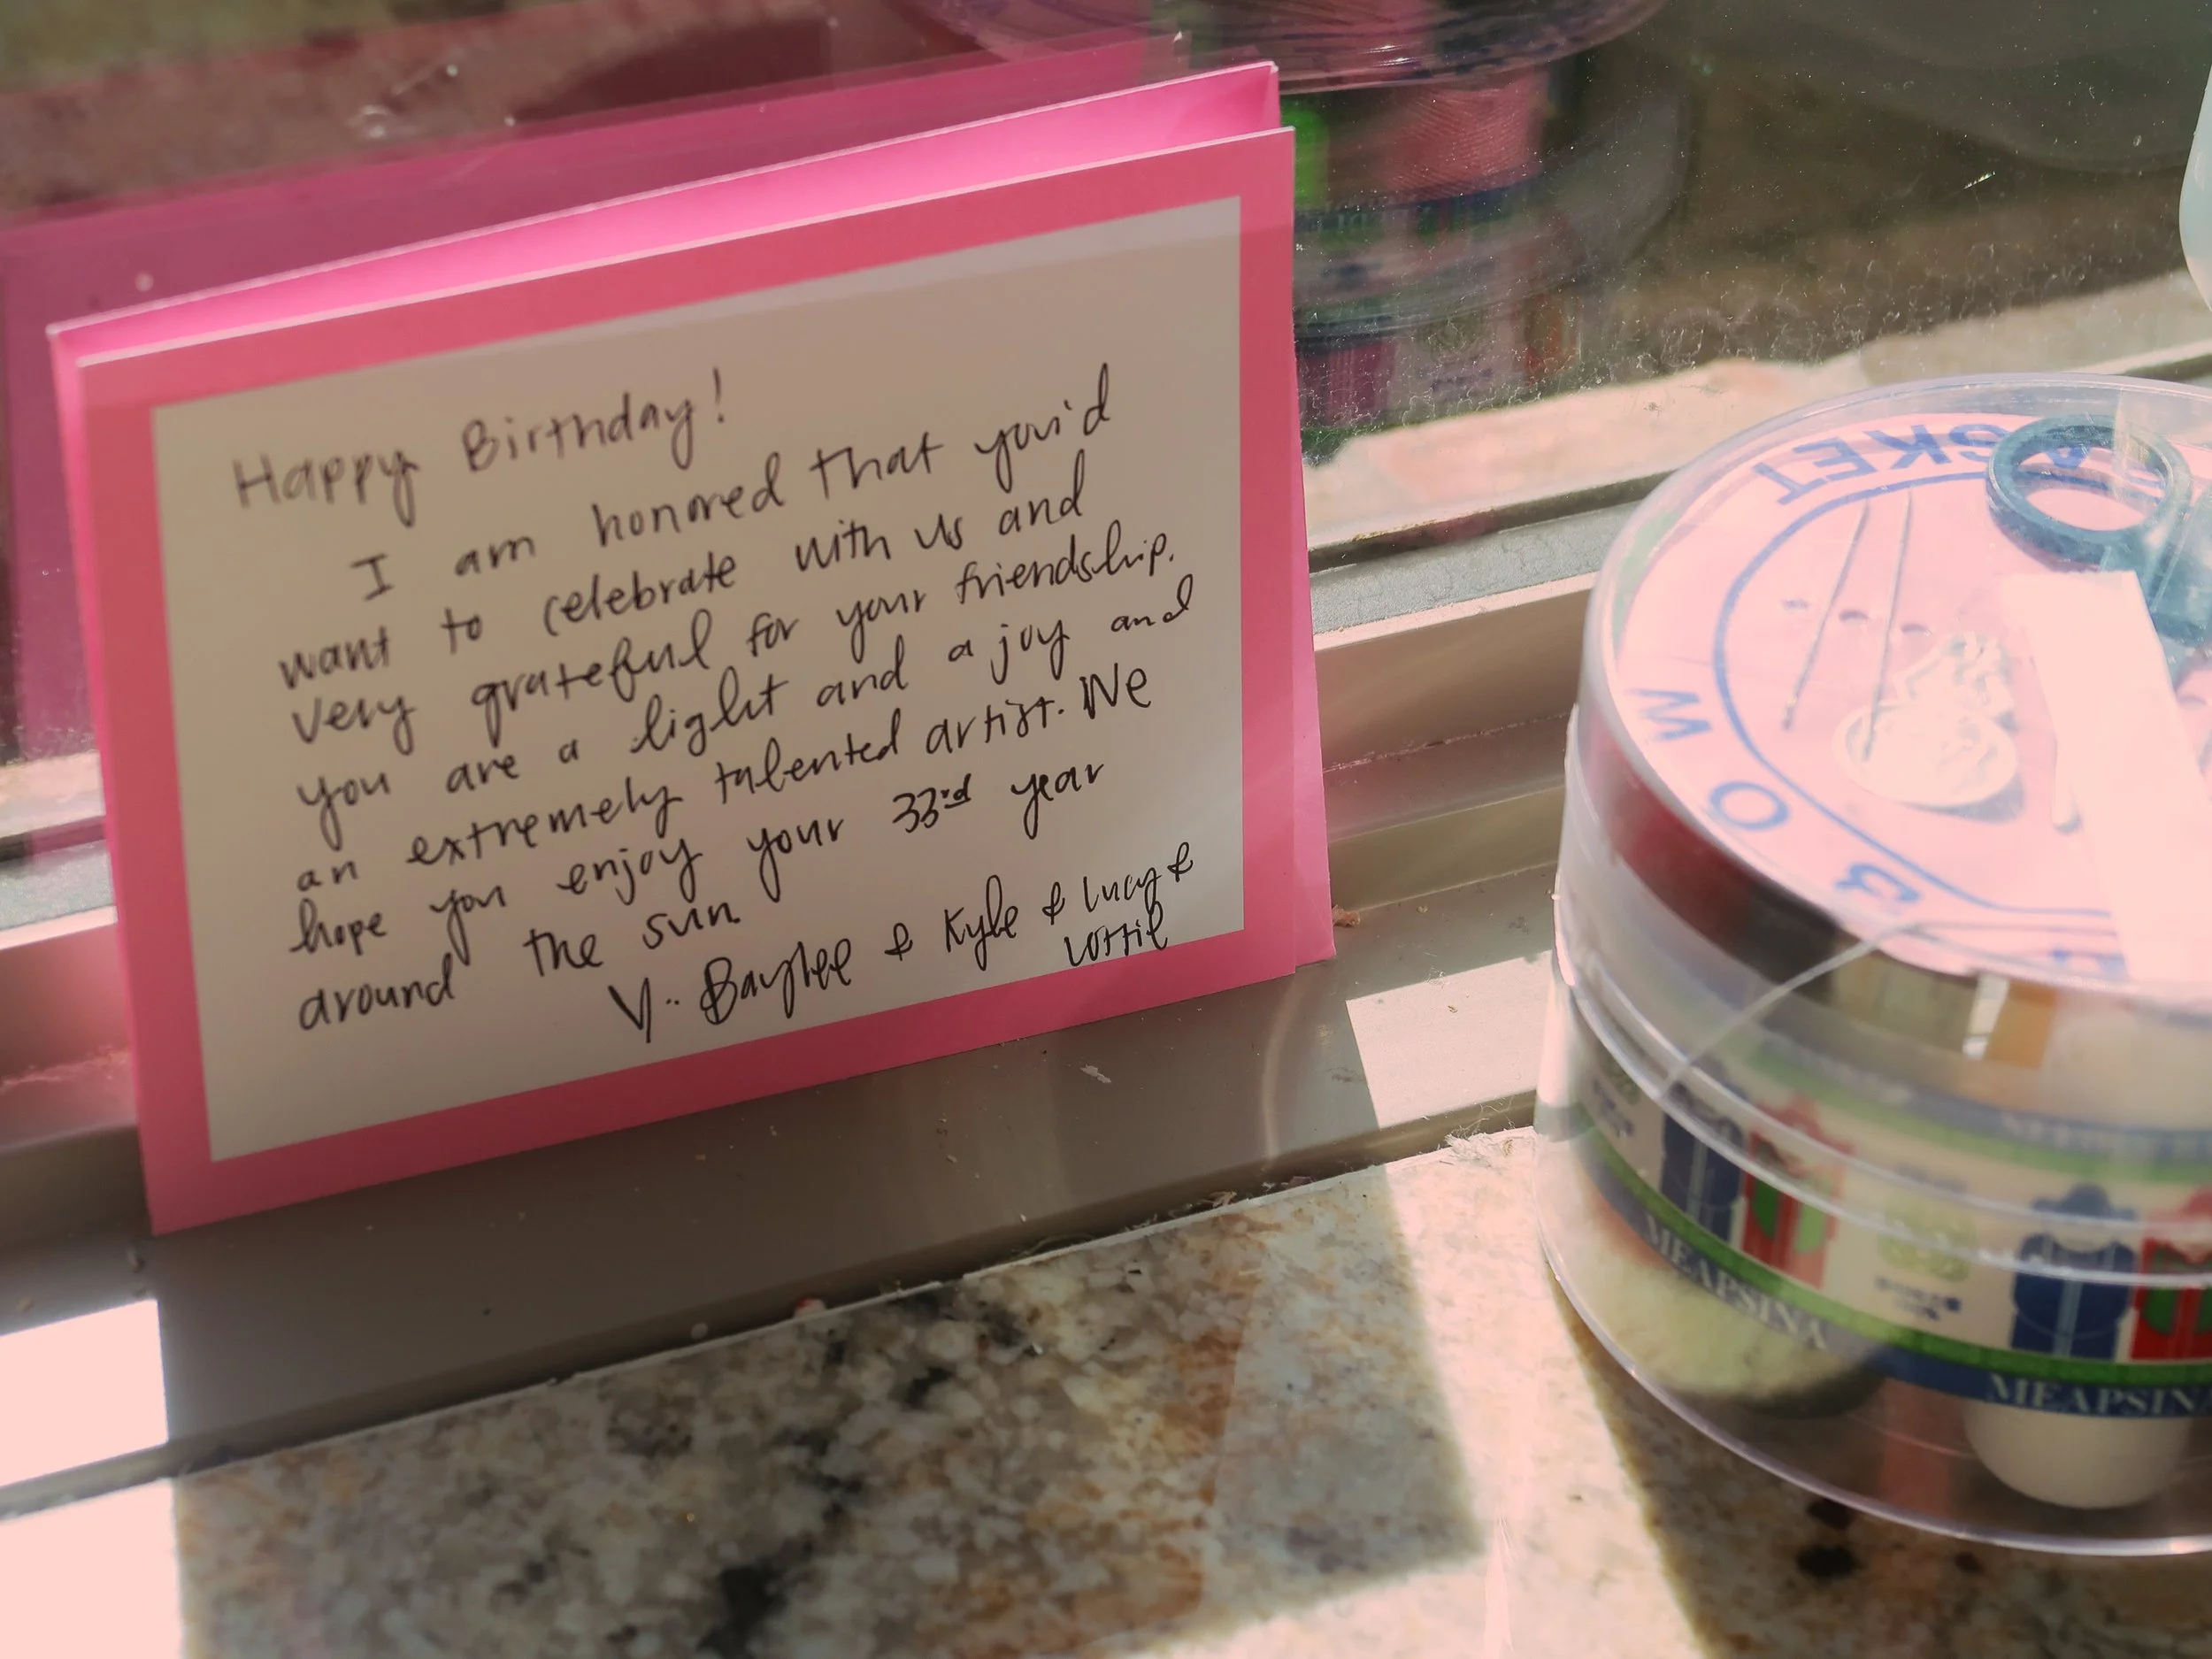 Happy Birthday!
I am honored that you'd
want to celebrate with us and
very grateful for your friendship.
you are a light and a joy and
an extremely talented artist. We
hope you enjoy your 33rd year
around the sun.
Baylee & Kyle & Lucy &
Lottie
MEAPSINA
MEAPSINA